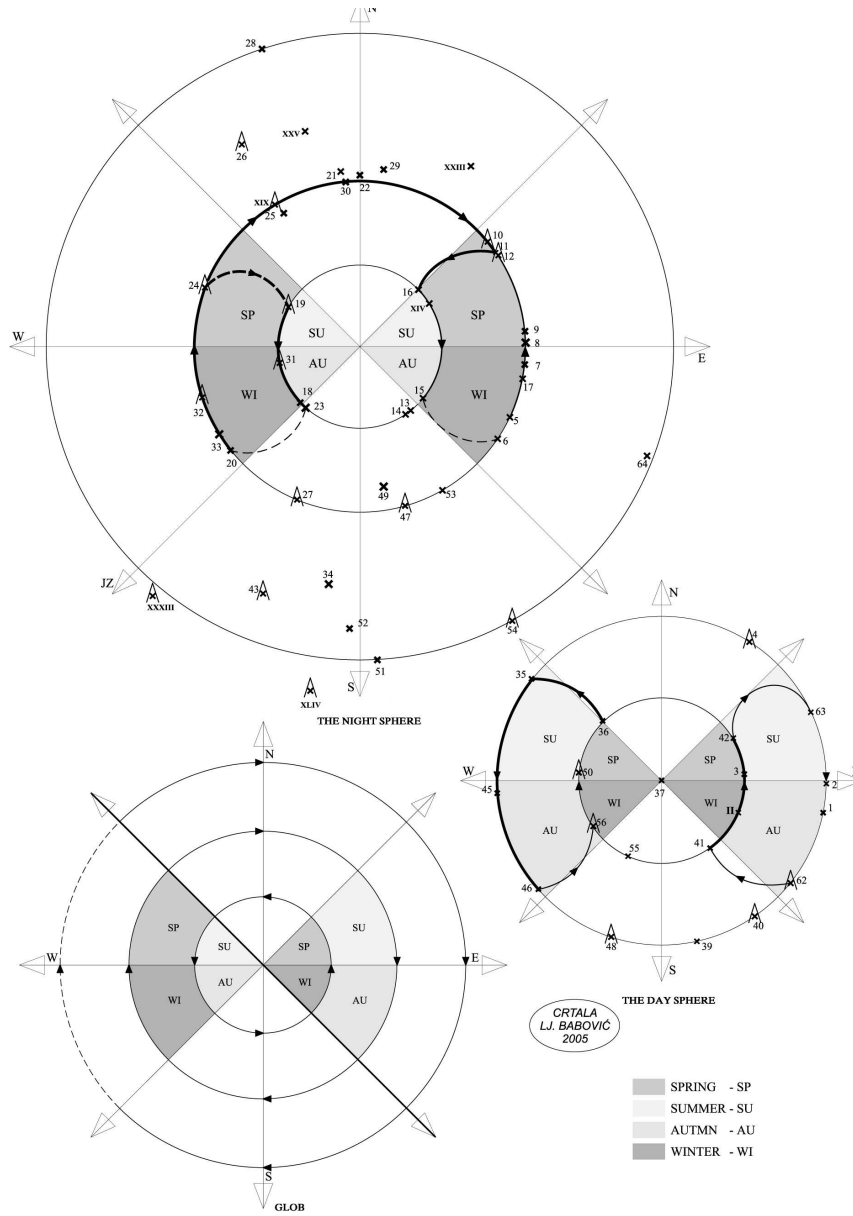 N
28
XXV
26
21
29
XXIII
30
22
XIX
25
10
11
12
24
16
19
XIV
SP
SP
SU
SU
9
8
W
E
31
AU
AU
7
WI
WI
17
32
18
23
15
13
14
5
6
33
20
64
27
49
53
47
JZ
XXXIII
43
34
52
54
51
S
XLIV
THE NIGHT SPHERE
N
4
35
36
63
SU
SP
42
SP
SU
W
50
3
45
37
2
WI
WI
II
1
AU
56
AU
41
55
46
62
40
48
39
S
THE DAY SPHERE
N
SP
SU
SP
SU
W
E
WI
AU
WI
AU
S
GLOB
CRTALA
LJ. BABOVIĆ
2005
SPRING - SP
SUMMER - SU
AUTMN - AU
WINTER - WI